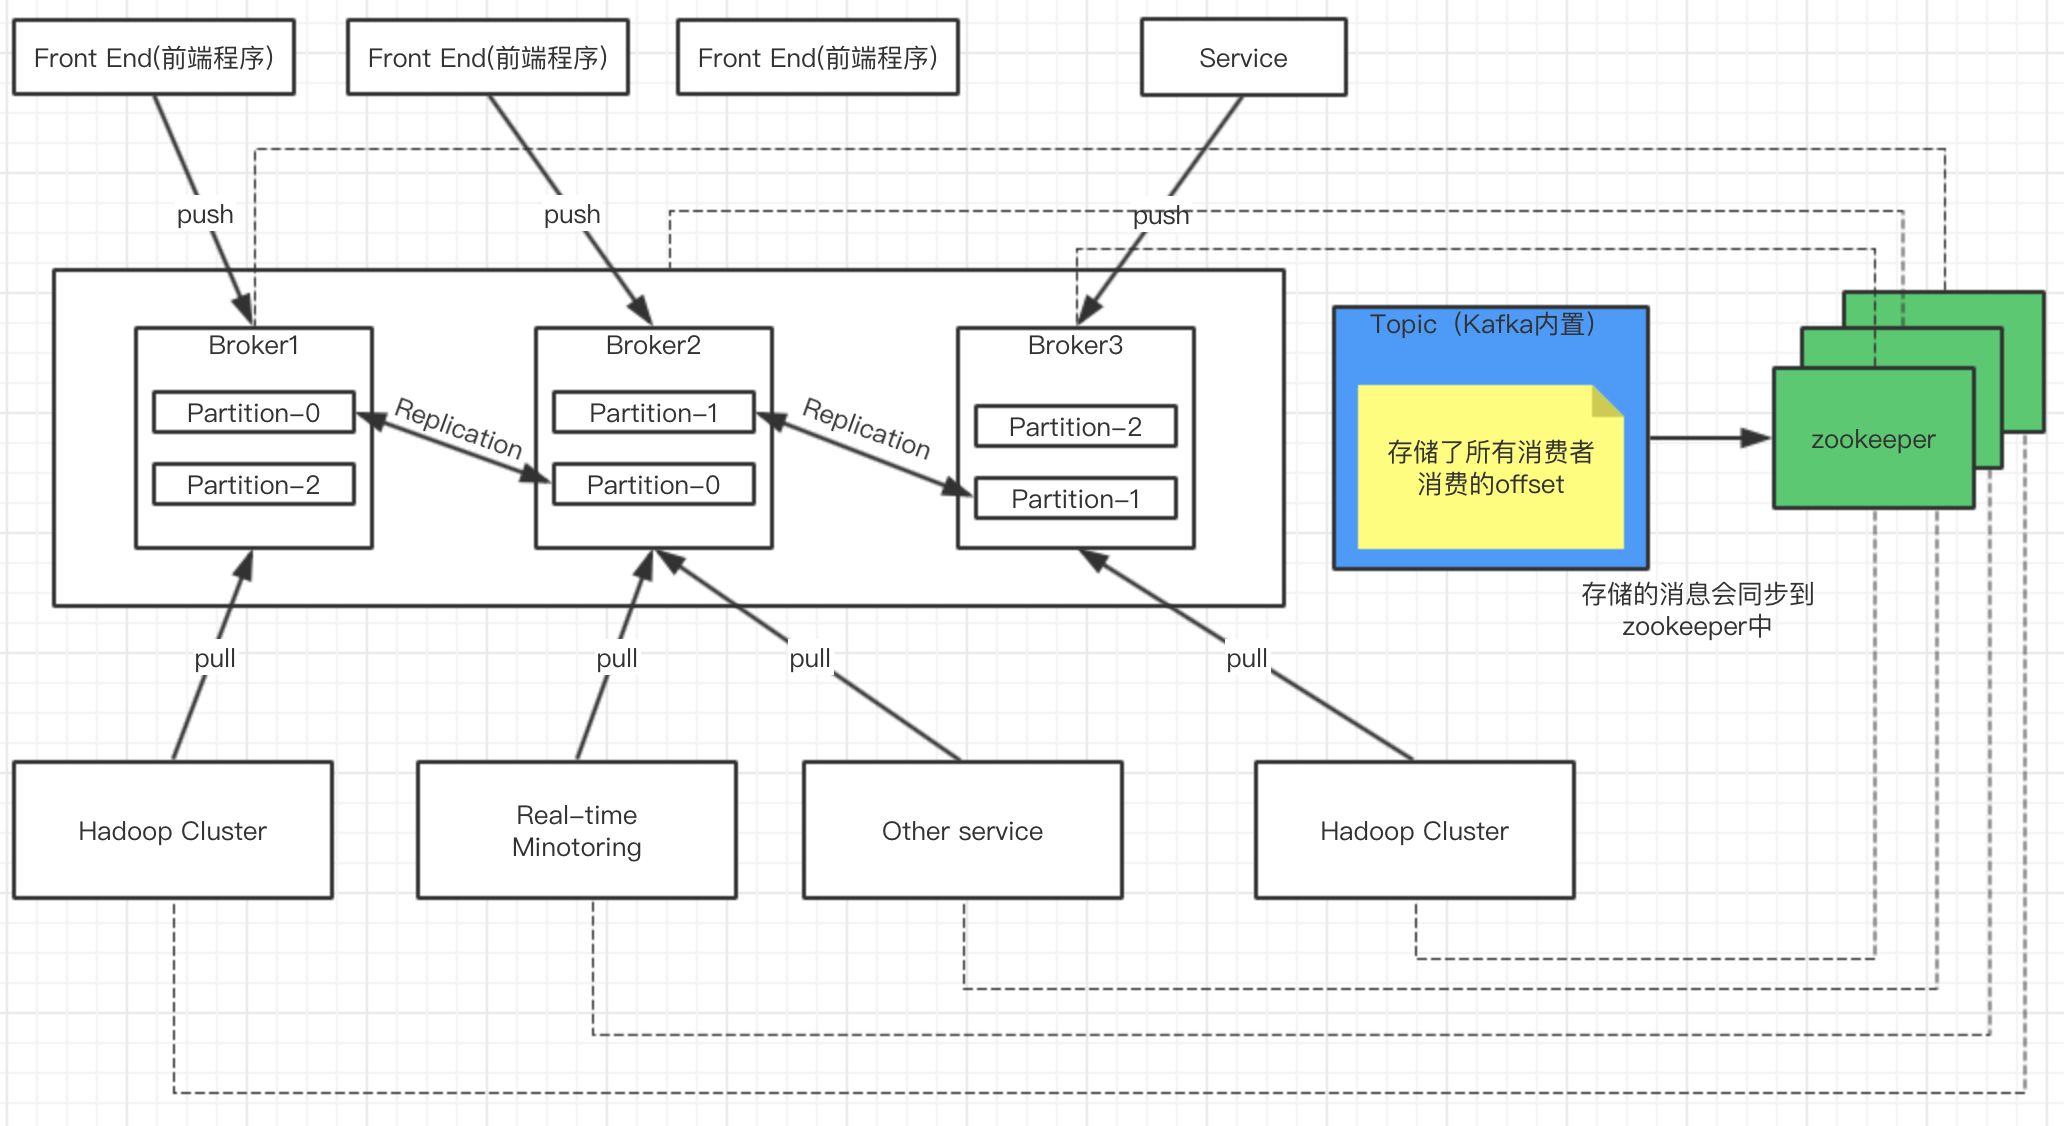 Front End(前端程序)
Front End(前端程序)
Front End(前端程序)
Service
push
push
push
Broker1
Partition-0
Partition-2
Replication
Broker2
Partition-1
Partition-0
Replication
Broker3
Partition-2
Partition-1
Topic（Kafka内置）
存储了所有消费者
消费的offset
zookeeper
存储的消息会同步到
zookeeper中
pull
pull
pull
pull
Hadoop Cluster
Real-time
Minotoring
Other service
Hadoop Cluster